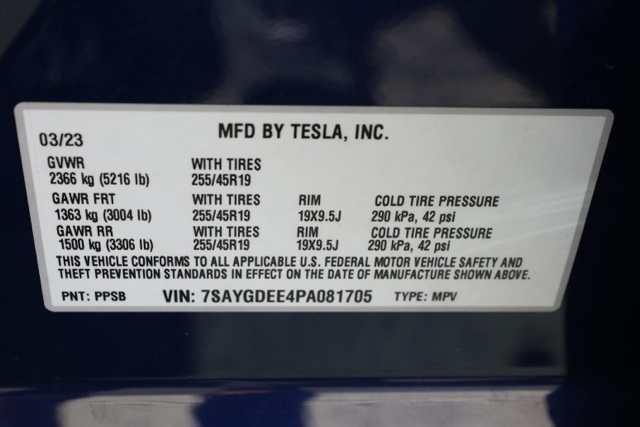 MFD BY TESLA, INC.
03/23
GVWR WITH TIRES
2366 kg (5216 lb) 255/45R19
GAWR FRT WITH TIRES RIM COLD TIRE PRESSURE
1363 kg (3004 lb) 255/45R19 19X9.5J 290 kPa, 42 psi
GAWR RR WITH TIRES RIM COLD TIRE PRESSURE
1500 kg (3306 lb) 255/45R19 19X9.5J 290 kPa, 42 psi
THIS VEHICLE CONFORMS TO ALL APPLICABLE U.S. FEDERAL MOTOR VEHICLE SAFETY AND
THEFT PREVENTION STANDARDS IN EFFECT ON THE DATE OF MANUFACTURE SHOWN ABOVE.
PNT: PPSB VIN: 7SAYGDEE4PA081705 TYPE: MPV